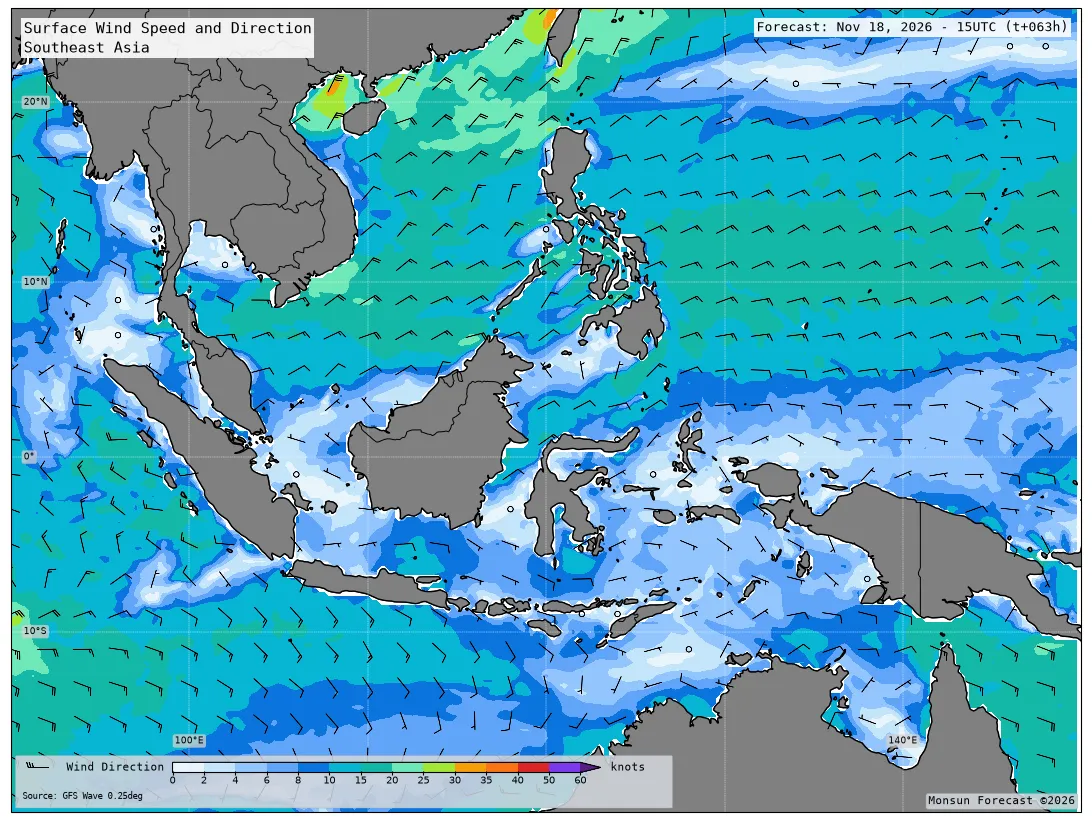 Surface Wind Speed and Direction
Southeast Asia
Forecast: Nov 18, 2026 - 15UTC (t+063h)
20°N
10°N
0°
10°S
100°E
140°E
Wind Direction
knots
0 2 4 6 8 10 15 20 25 30 35 40 50 60
Source: GFS Wave 0.25deg
Monsun Forecast ©2026